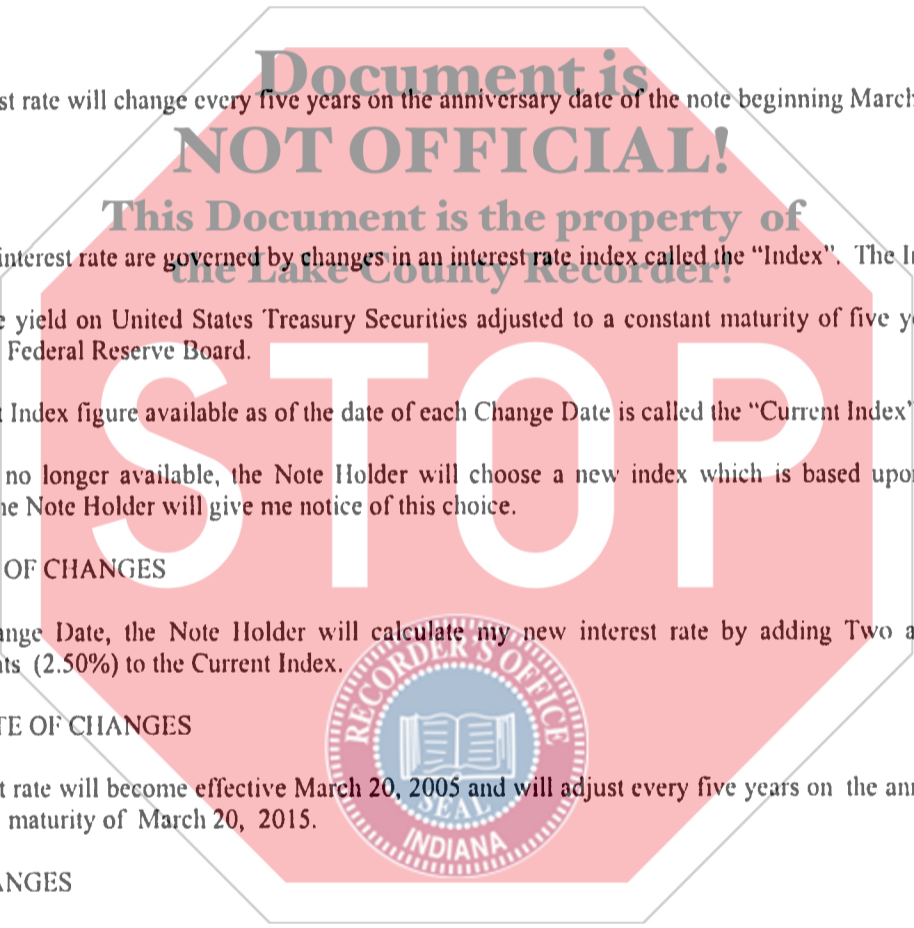 Document is
st rate will change every five years on the anniversary date of the note beginning March
NOT OFFICIAL!
This Document is the property of
the Lake County Recorder!
interest rate are governed by changes in an interest rate index called the “Index”. The I
yield on United States Treasury Securities adjusted to a constant maturity of five y
Federal Reserve Board.
STOP
Index figure available as of the date of each Change Date is called the “Current Index”
no longer available, the Note Holder will choose a new index which is based upo
he Note Holder will give me notice of this choice.
OF CHANGES
ange Date, the Note Holder will calculate my new interest rate by adding Two a
ts (2.50%) to the Current Index.
RECORDER'S OFFICE
TE OF CHANGES
t rate will become effective March 20, 2005 and will adjust every five years on the an
SEAL
maturity of March 20, 2015.
INDIANA
ANGES